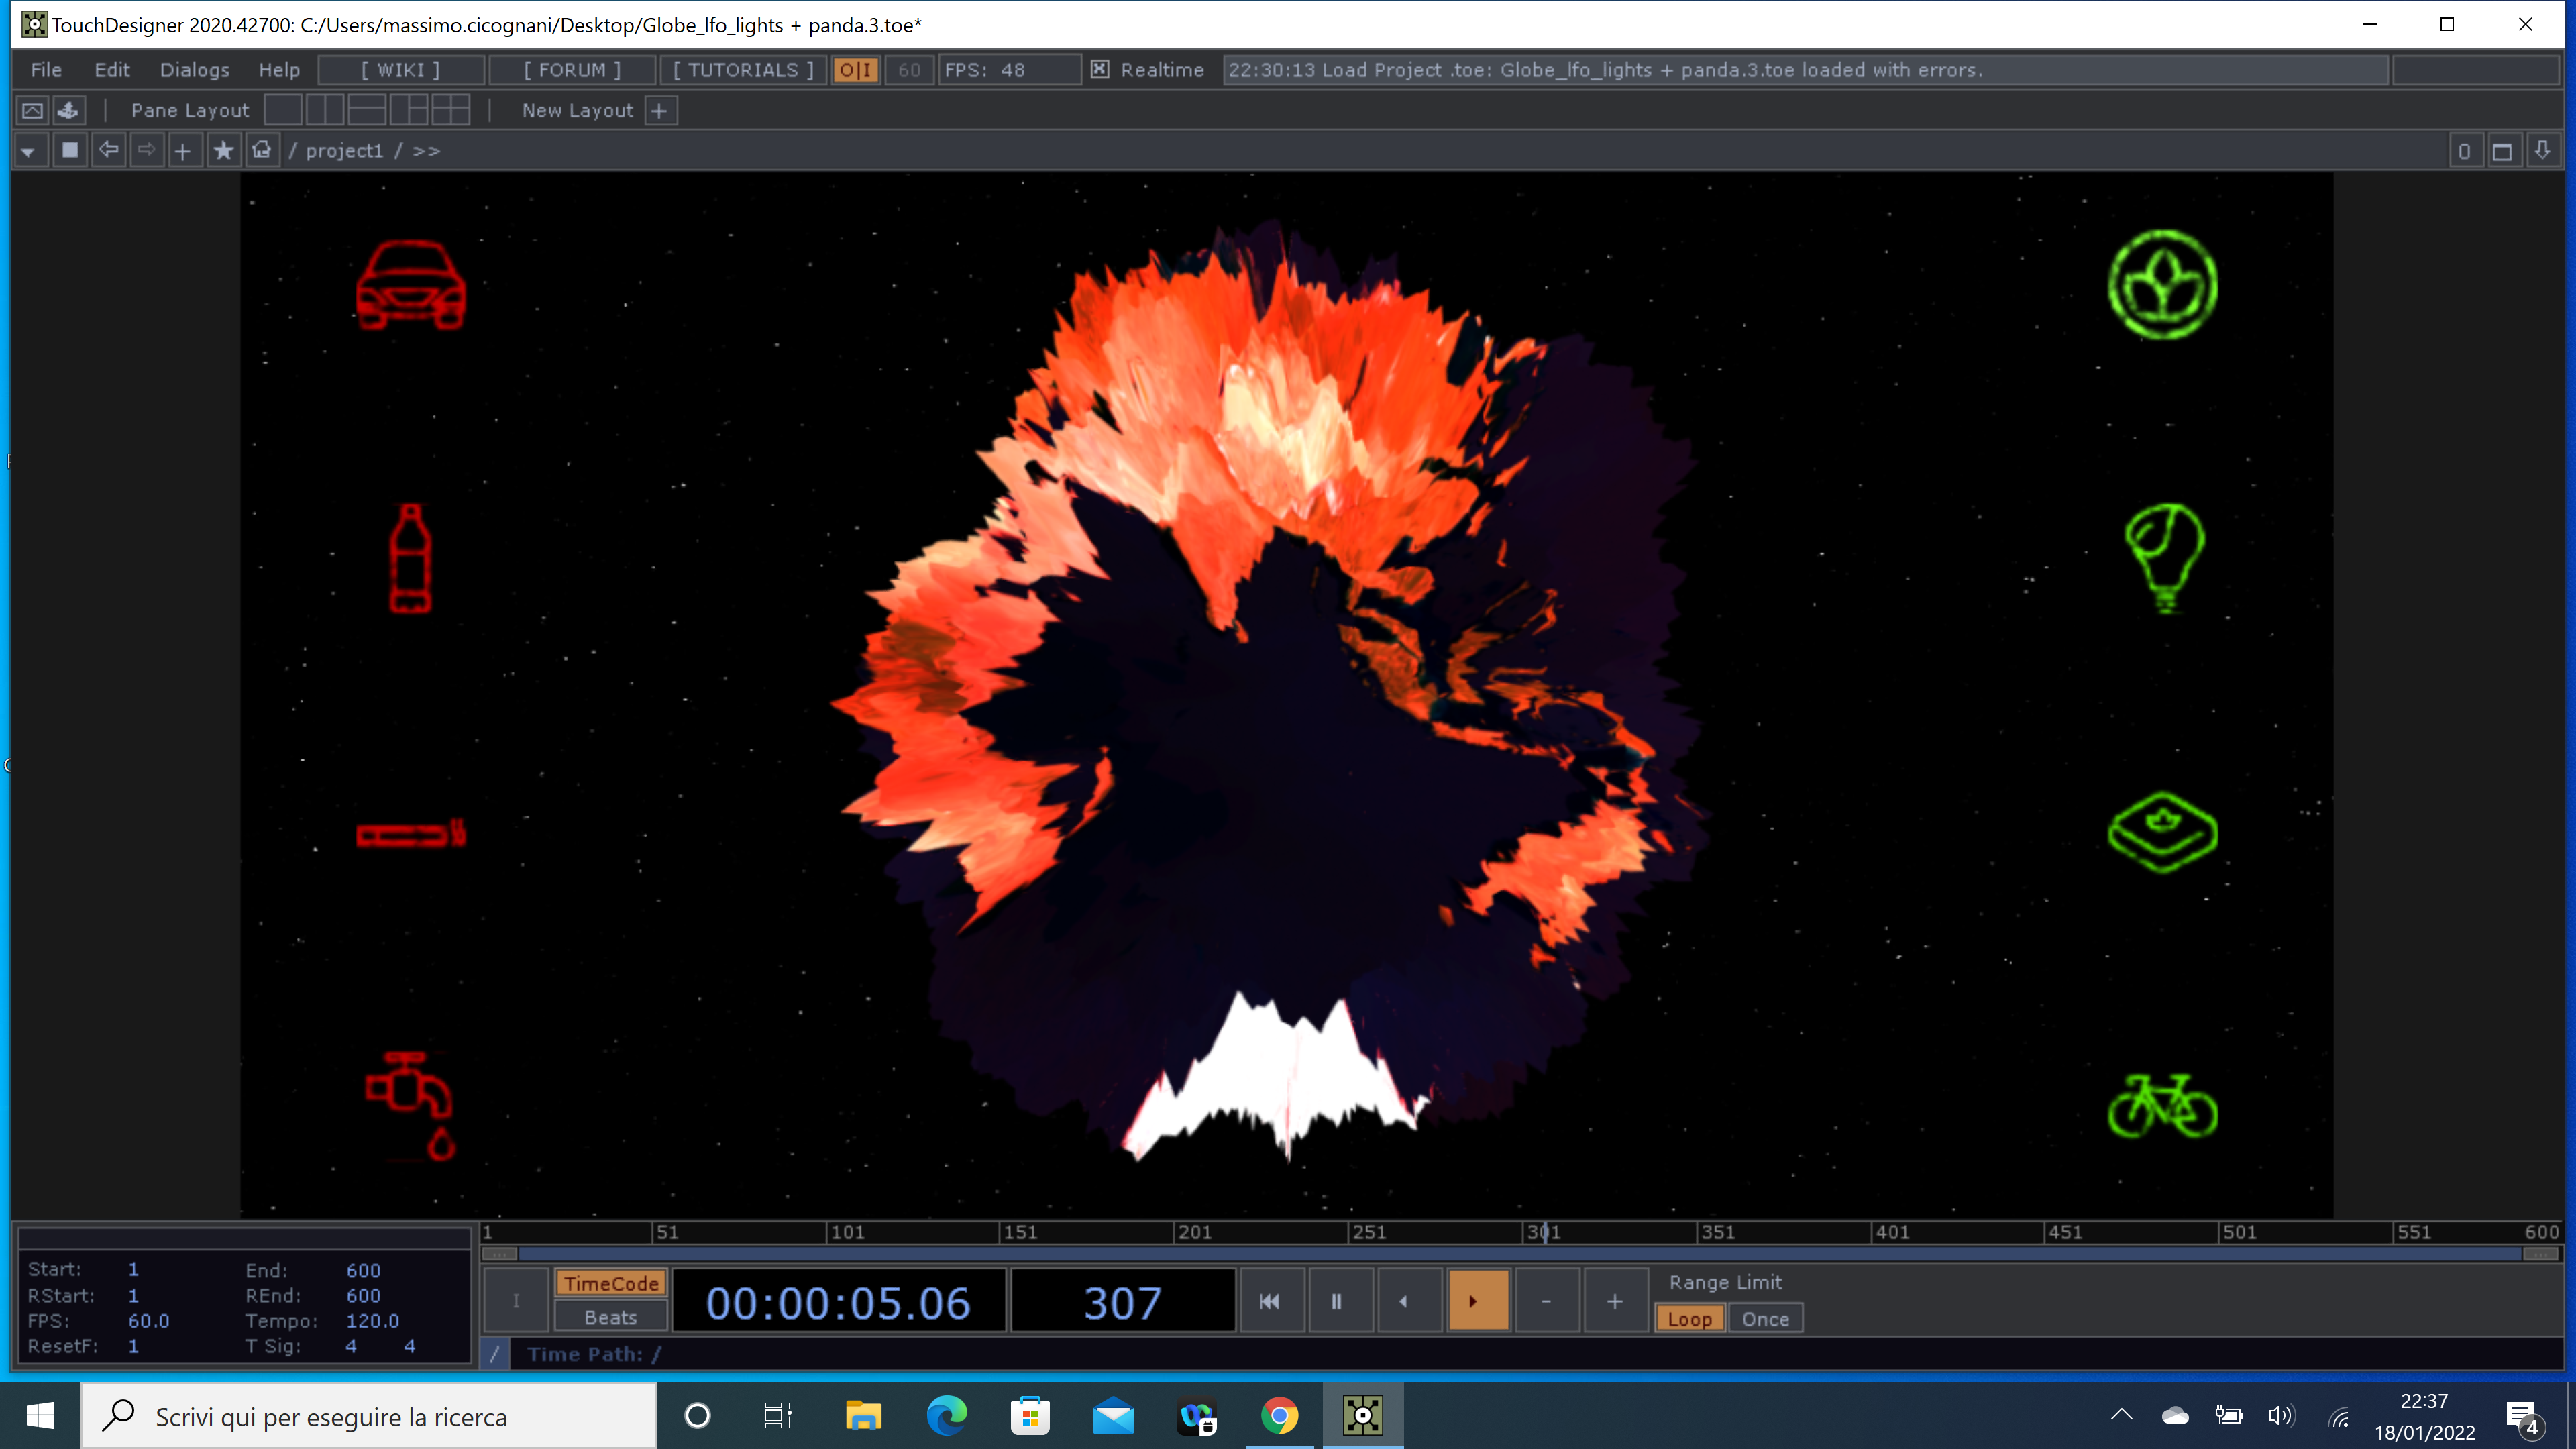 TouchDesigner 2020.42700: C:/Users/massimo.cicognani/Desktop/Globe_lfo_lights + panda.3.toe*
File Edit Dialogs Help [ WIKI ] [ FORUM ] [ TUTORIALS ] O|I 60 FPS: 48 Realtime 22:30:13 Load Project .toe: Globe_lfo_lights + panda.3.toe loaded with errors.
Pane Layout New Layout +
/ project1 / >> 0
1 51 101 151 201 251 301 351 401 451 501 551 600
Start: 1 End: 600
RStart: 1 REnd: 600
FPS: 60.0 Tempo: 120.0
ResetF: 1 T Sig: 4 4
I TimeCode 00:00:05.06 307 - + Range Limit
Beats Loop Once
/ Time Path: /
Scrivi qui per eseguire la ricerca
22:37
18/01/2022
4